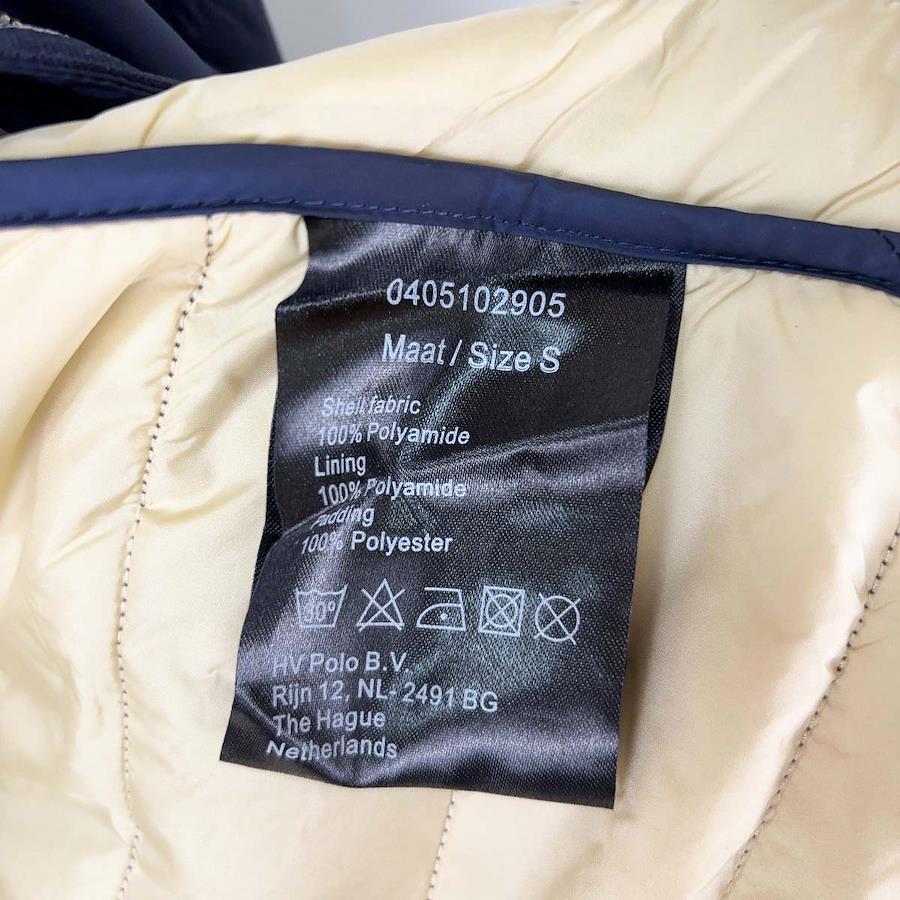 0405102905
Maat / Size S
Shell fabric
100% Polyamide
Lining
100% Polyamide
Padding
100% Polyester
30°
HV Polo B.V.
Rijn 12, NL- 2491 BG
The Hague
Netherlands